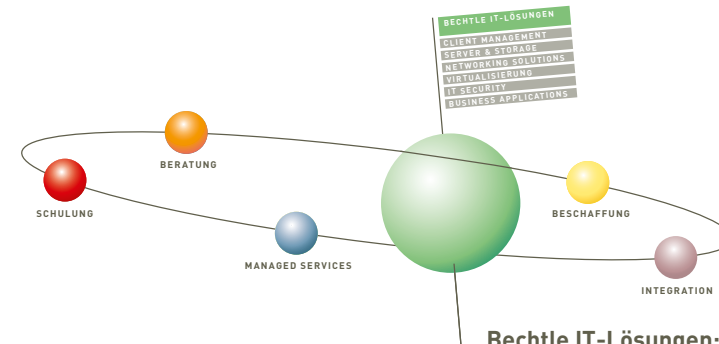 BECHTLE IT-LÖSUNGEN
CLIENT MANAGEMENT
SERVER & STORAGE
NETWORKING SOLUTIONS
VIRTUALISIERUNG
IT SECURITY
BUSINESS APPLICATIONS
BERATUNG
SCHULUNG
BESCHAFFUNG
MANAGED SERVICES
INTEGRATION
Bechtle IT-Lösungen: